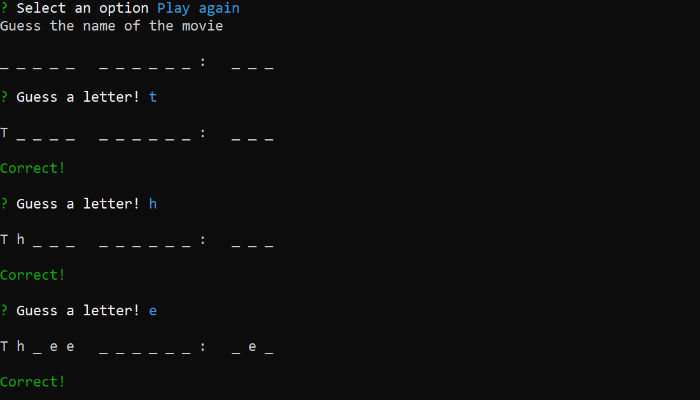 ? Select an option Play again
Guess the name of the movie
_ _ _ _ _   _ _ _ _ _ _ :   _ _ _
? Guess a letter! t
T _ _ _ _   _ _ _ _ _ _ :   _ _ _
Correct!
? Guess a letter! h
T h _ _ _   _ _ _ _ _ _ :   _ _ _
Correct!
? Guess a letter! e
T h _ e e   _ _ _ _ _ _ :   _ e _
Correct!